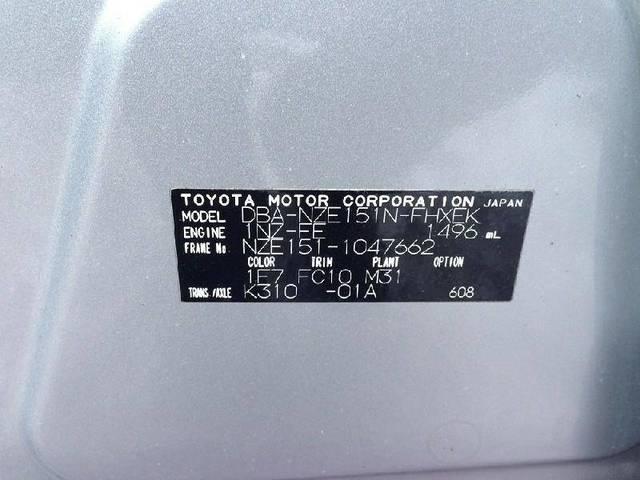 TOYOTA MOTOR CORPORATION JAPAN
MODEL DBA-NZE151N-FHXEK
ENGINE 1NZ-FE 1496 mL
FRAME No. NZE151-1047662
COLOR TRIM PLANT OPTION
1F7 FC10 M31
TRANS./AXLE K310 -01A 608